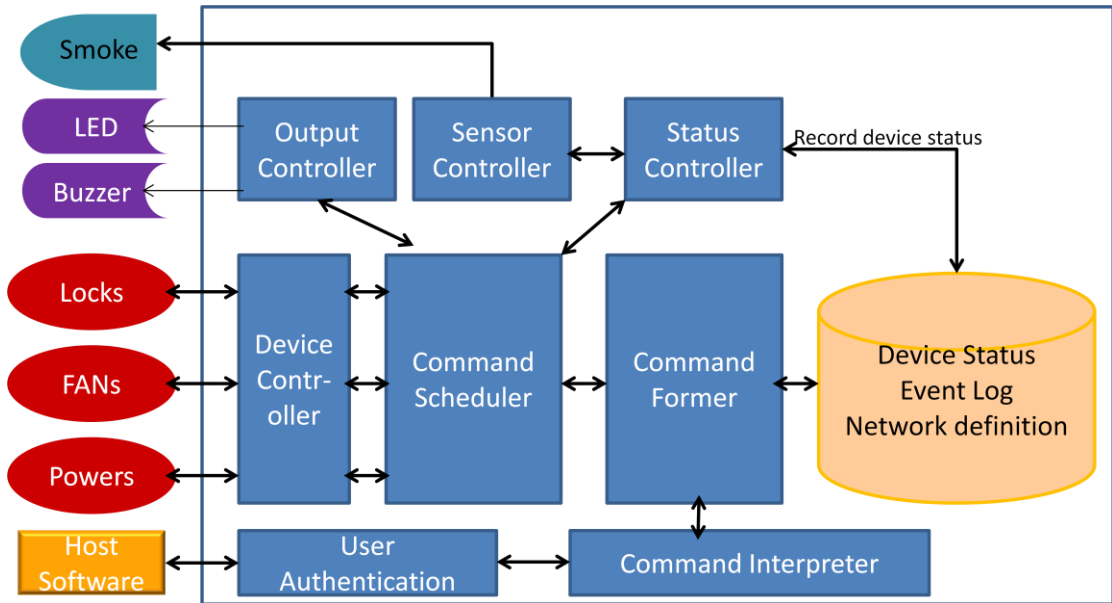 Smoke
LED
Buzzer
Output
Controller
Sensor
Controller
Status
Controller
Record device status
Locks
FANs
Powers
Device
Contr-
oller
Command
Scheduler
Command
Former
Device Status
Event Log
Network definition
Host
Software
User
Authentication
Command Interpreter